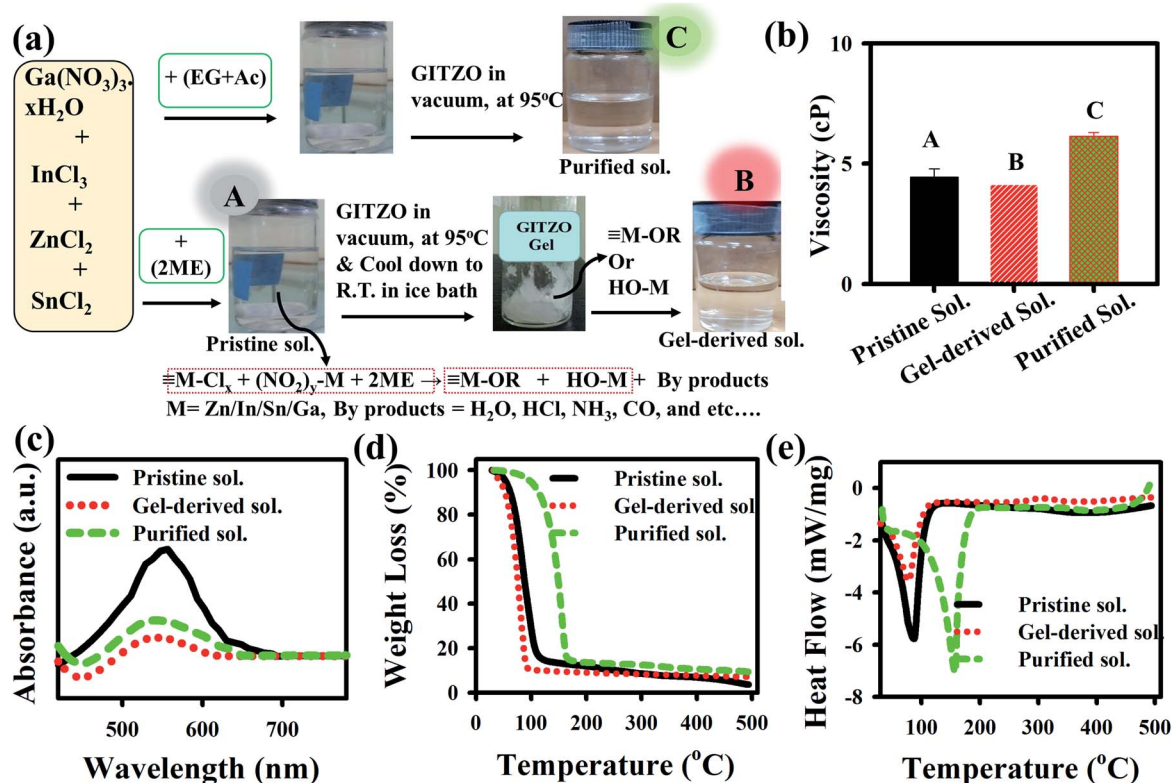 (a)
Ga(NO3)3.
xH2O
+
InCl3
+
ZnCl2
+
SnCl2
+ (EG+Ac)
GITZO in
vacuum, at 95°C
C
Purified sol.
+
(2ME)
A
Pristine sol.
GITZO in
vacuum, at 95°C
& Cool down to
R.T. in ice bath
GITZO
Gel
≡M-OR
Or
HO-M
B
Gel-derived sol.
≡M-Clx + (NO2)y-M + 2ME → ≡M-OR + HO-M + By products
M= Zn/In/Sn/Ga, By products = H2O, HCl, NH3, CO, and etc….
(b)
Viscosity (cP)
10
5
0
A
B
C
Pristine Sol.
Gel-derived Sol.
Purified Sol.
(c)
Absorbance (a.u.)
Pristine sol.
Gel-derived sol.
Purified sol.
500 600 700
Wavelength (nm)
(d)
Weight Loss (%)
100
80
60
40
20
0
Pristine sol.
Gel-derived sol.
Purified sol.
0 100 200 300 400 500
Temperature (°C)
(e)
Heat Flow (mW/mg)
0
-2
-4
-6
-8
Pristine sol.
Gel-derived sol.
Purified sol.
100 200 300 400 500
Temperature (°C)